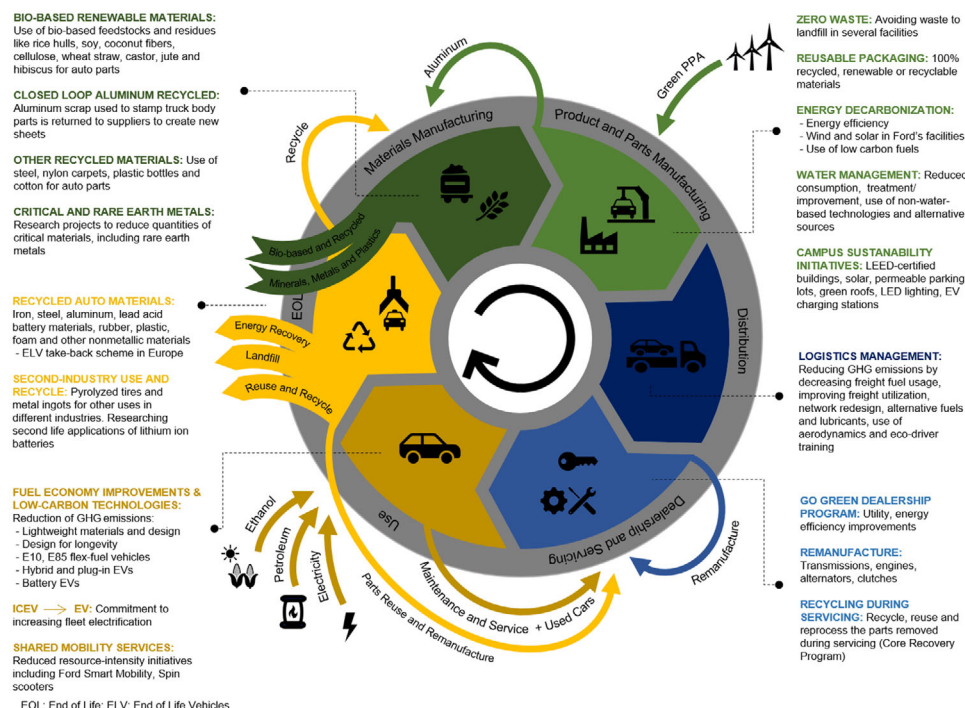 BIO-BASED RENEWABLE MATERIALS:
Use of bio-based feedstocks and residues
like rice hulls, soy, coconut fibers,
cellulose, wheat straw, castor, jute and
hibiscus for auto parts
CLOSED LOOP ALUMINUM RECYCLED:
Aluminum scrap used to stamp truck body
parts is returned to suppliers to create new
sheets
OTHER RECYCLED MATERIALS: Use of
steel, nylon carpets, plastic bottles and
cotton for auto parts
CRITICAL AND RARE EARTH METALS:
Research projects to reduce quantities of
critical materials, including rare earth
metals
RECYCLED AUTO MATERIALS:
Iron, steel, aluminum, lead acid
battery materials, rubber, plastic,
foam and other nonmetallic materials
- ELV take-back scheme in Europe
SECOND-INDUSTRY USE AND
RECYCLE: Pyrolyzed tires and
metal ingots for other uses in
different industries. Researching
second life applications of lithium ion
batteries
FUEL ECONOMY IMPROVEMENTS &
LOW-CARBON TECHNOLOGIES:
Reduction of GHG emissions:
- Lightweight materials and design
- Design for longevity
- E10, E85 flex-fuel vehicles
- Hybrid and plug-in EVs
- Battery EVs
ICEV → EV: Commitment to
increasing fleet electrification
SHARED MOBILITY SERVICES:
Reduced resource-intensity initiatives
including Ford Smart Mobility, Spin
scooters
EOL: End of Life; ELV: End of Life Vehicles
Recycle
Aluminum
Green PPA
Materials Manufacturing
Product and Parts Manufacturing
Distribution
Dealership and Servicing
Use
EOL
Bio-based and Recycled
Minerals, Metals and Plastics
Energy Recovery
Landfill
Reuse and Recycle
Ethanol
Petroleum
Electricity
Parts Reuse and Remanufacture
Maintenance and Service + Used Cars
Remanufacture
ZERO WASTE: Avoiding waste to
landfill in several facilities
REUSABLE PACKAGING: 100%
recycled, renewable or recyclable
materials
ENERGY DECARBONIZATION:
- Energy efficiency
- Wind and solar in Ford's facilities
- Use of low carbon fuels
WATER MANAGEMENT: Reduced
consumption, treatment/
improvement, use of non-water-
based technologies and alternative
sources
CAMPUS SUSTANABILITY
INITIATIVES: LEED-certified
buildings, solar, permeable parking
lots, green roofs, LED lighting, EV
charging stations
LOGISTICS MANAGEMENT:
Reducing GHG emissions by
decreasing freight fuel usage,
improving freight utilization,
network redesign, alternative fuels
and lubricants, use of
aerodynamics and eco-driver
training
GO GREEN DEALERSHIP
PROGRAM: Utility, energy
efficiency improvements
REMANUFACTURE:
Transmissions, engines,
alternators, clutches
RECYCLING DURING
SERVICING: Recycle, reuse and
reprocess the parts removed
during servicing (Core Recovery
Program)